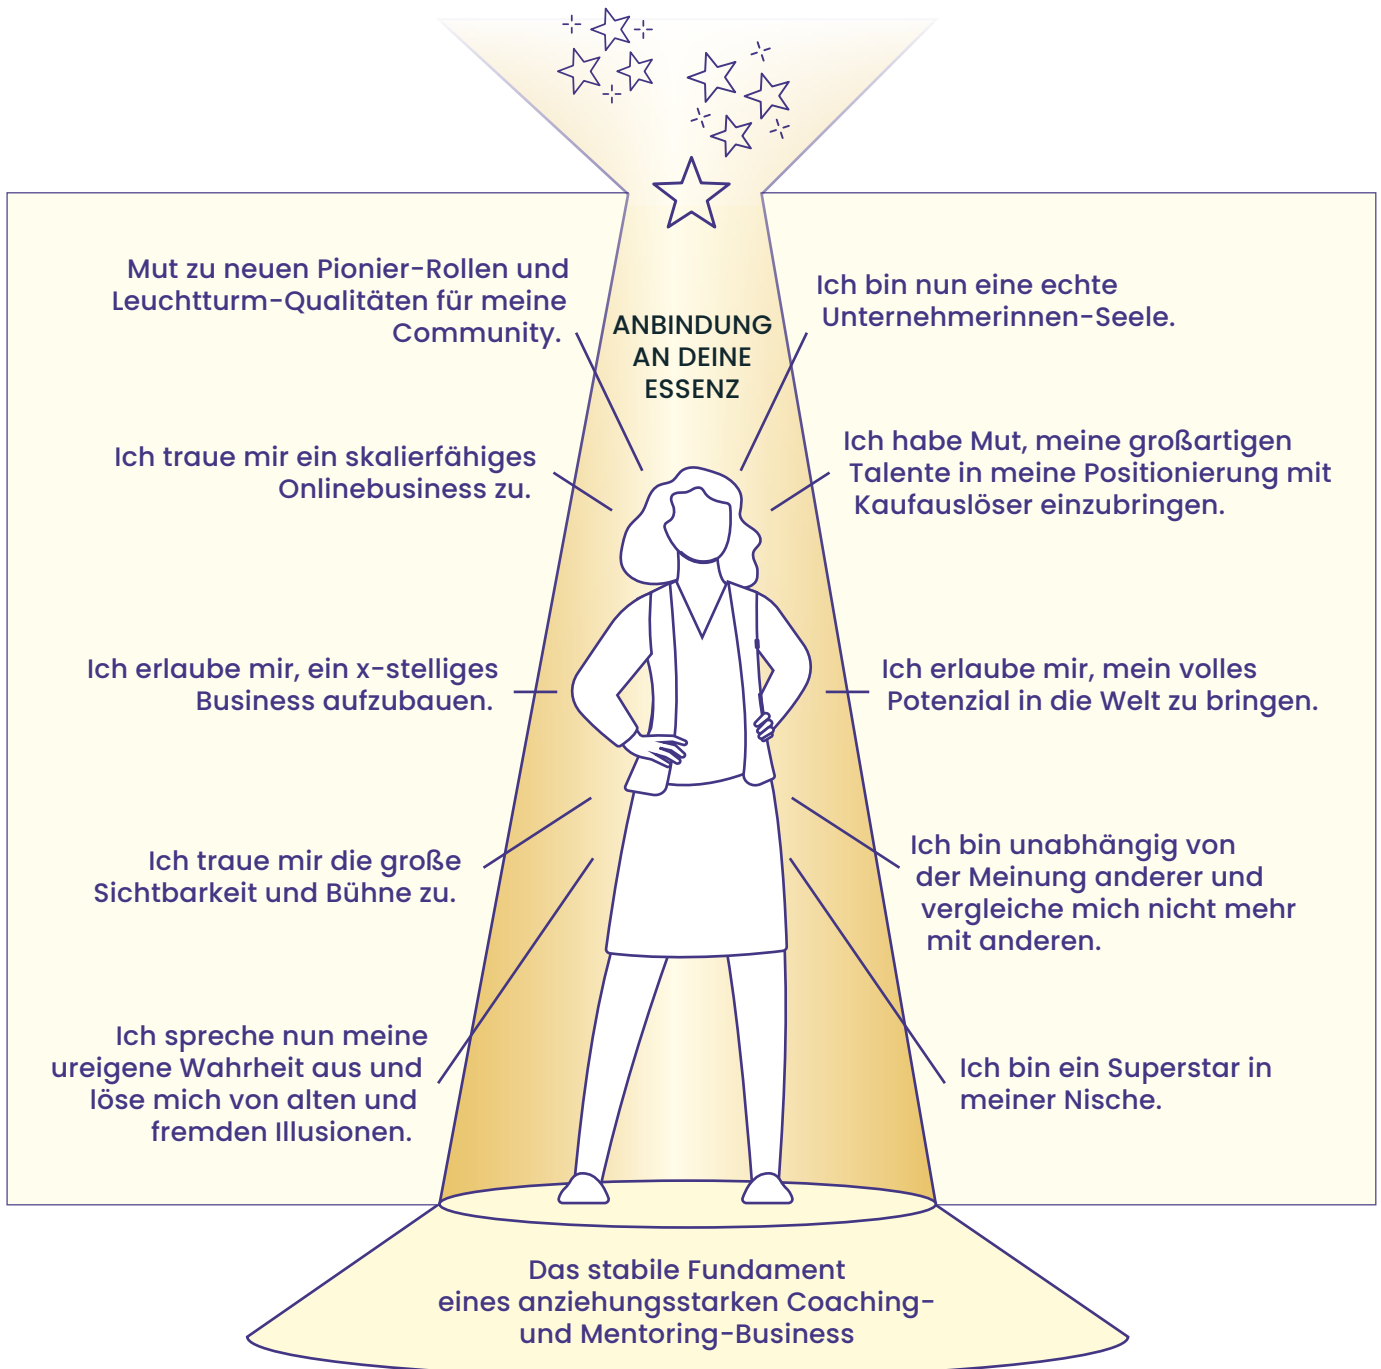 Mut zu neuen Pionier-Rollen und
Leuchtturm-Qualitäten für meine
Community.
Ich traue mir ein skalierfähiges
Onlinebusiness zu.
Ich erlaube mir, ein x-stelliges
Business aufzubauen.
Ich traue mir die große
Sichtbarkeit und Bühne zu.
Ich spreche nun meine
ureigene Wahrheit aus und
löse mich von alten und
fremden Illusionen.
ANBINDUNG
AN DEINE
ESSENZ
Ich bin nun eine echte
Unternehmerinnen-Seele.
Ich habe Mut, meine großartigen
Talente in meine Positionierung mit
Kaufauslöser einzubringen.
Ich erlaube mir, mein volles
Potenzial in die Welt zu bringen.
Ich bin unabhängig von
der Meinung anderer und
vergleiche mich nicht mehr
mit anderen.
Ich bin ein Superstar in
meiner Nische.
Das stabile Fundament
eines anziehungsstarken Coaching-
und Mentoring-Business